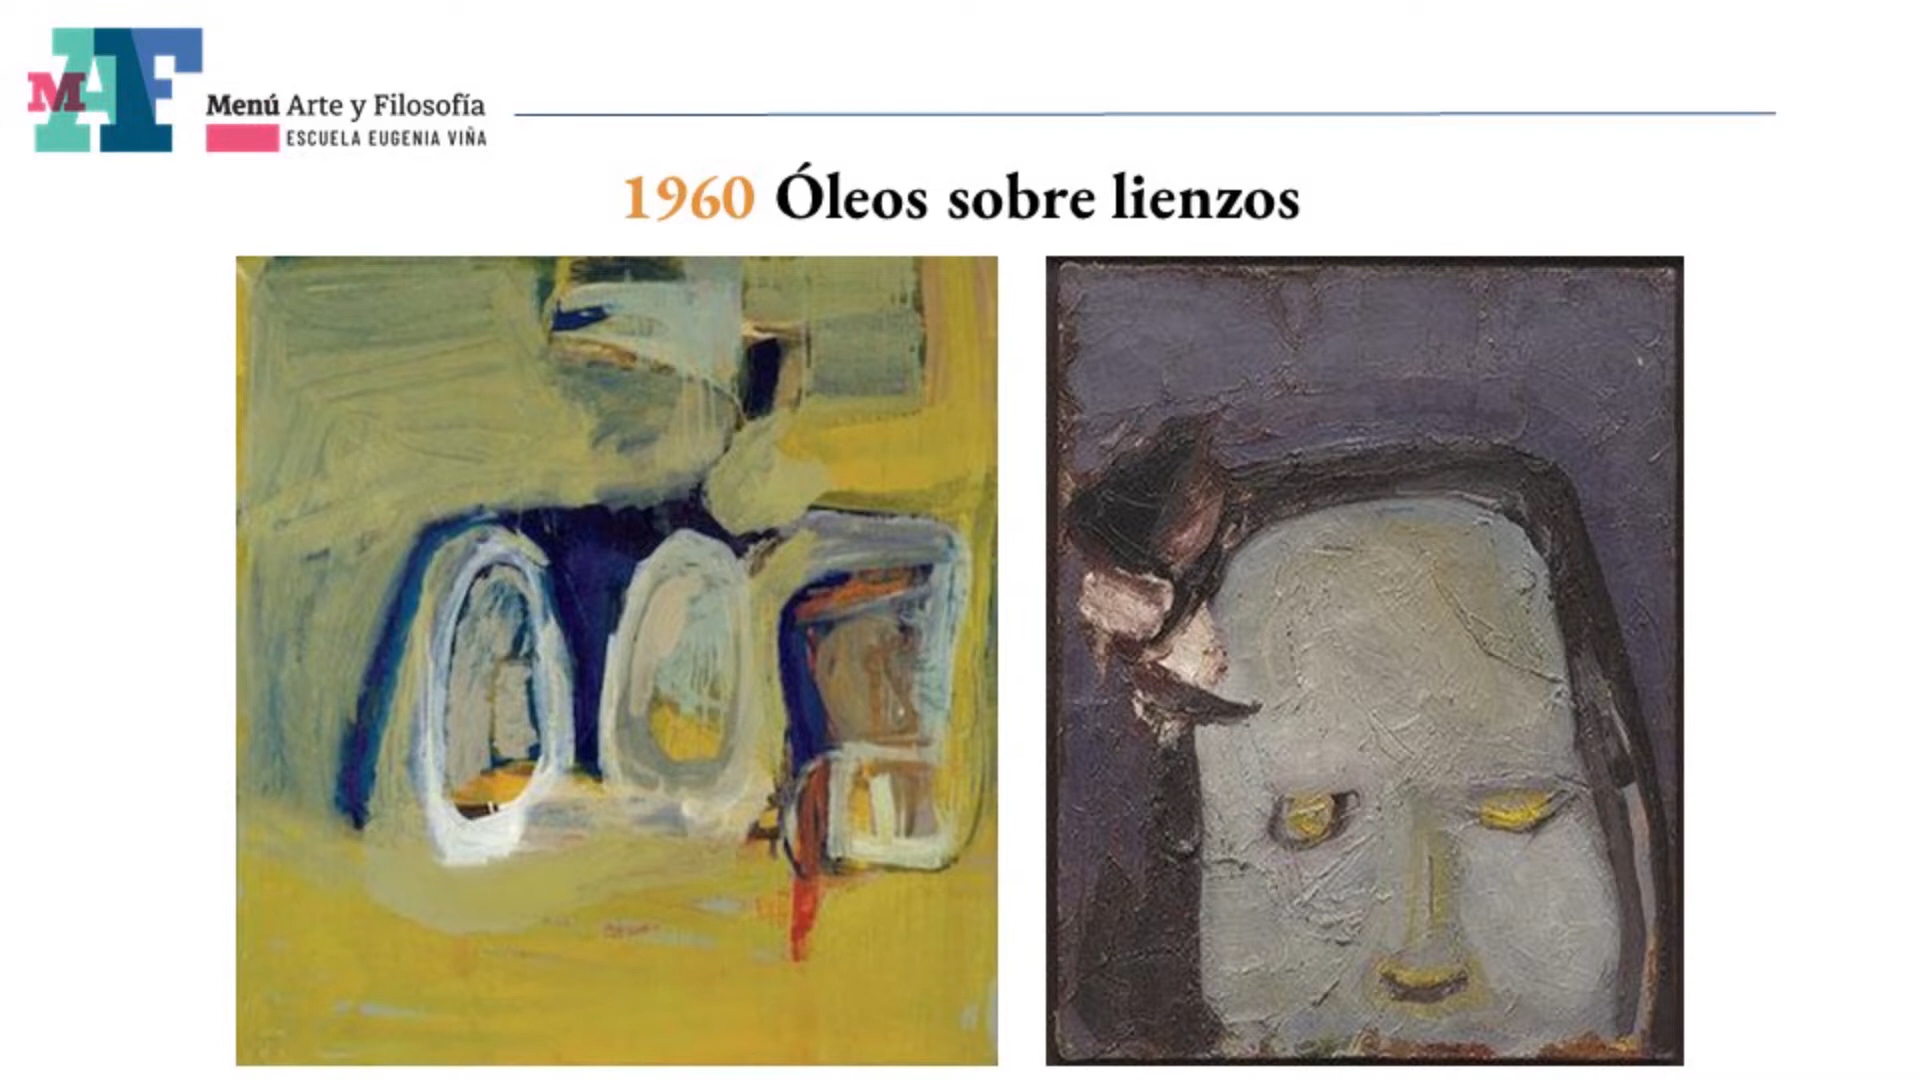 MAF
Menú Arte y Filosofía
ESCUELA EUGENIA VIÑA
1960 Óleos sobre lienzos